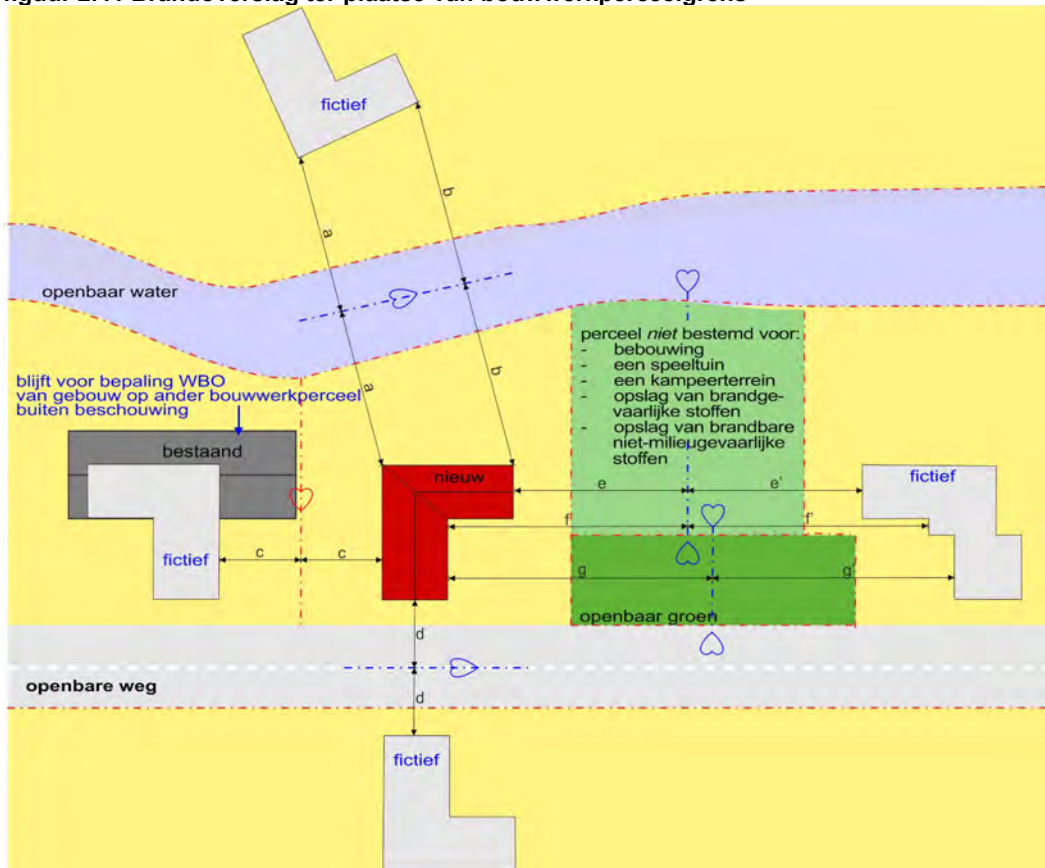 fictief
b
a
b
openbaar water
a
b
perceel niet bestemd voor:
- bebouwing
- een speeltuin
- een kampeerterrein
- opslag van brandge-
vaarlijke stoffen
- opslag van brandbare
niet-milieugevaarlijke
stoffen
blijft voor bepaling WBO
van gebouw op ander bouwwerkperceel
buiten beschouwing
bestaand
nieuw
fictief
e
e'
f
f'
fictief
c
c
g
g'
openbaar groen
d
openbare weg
d
fictief